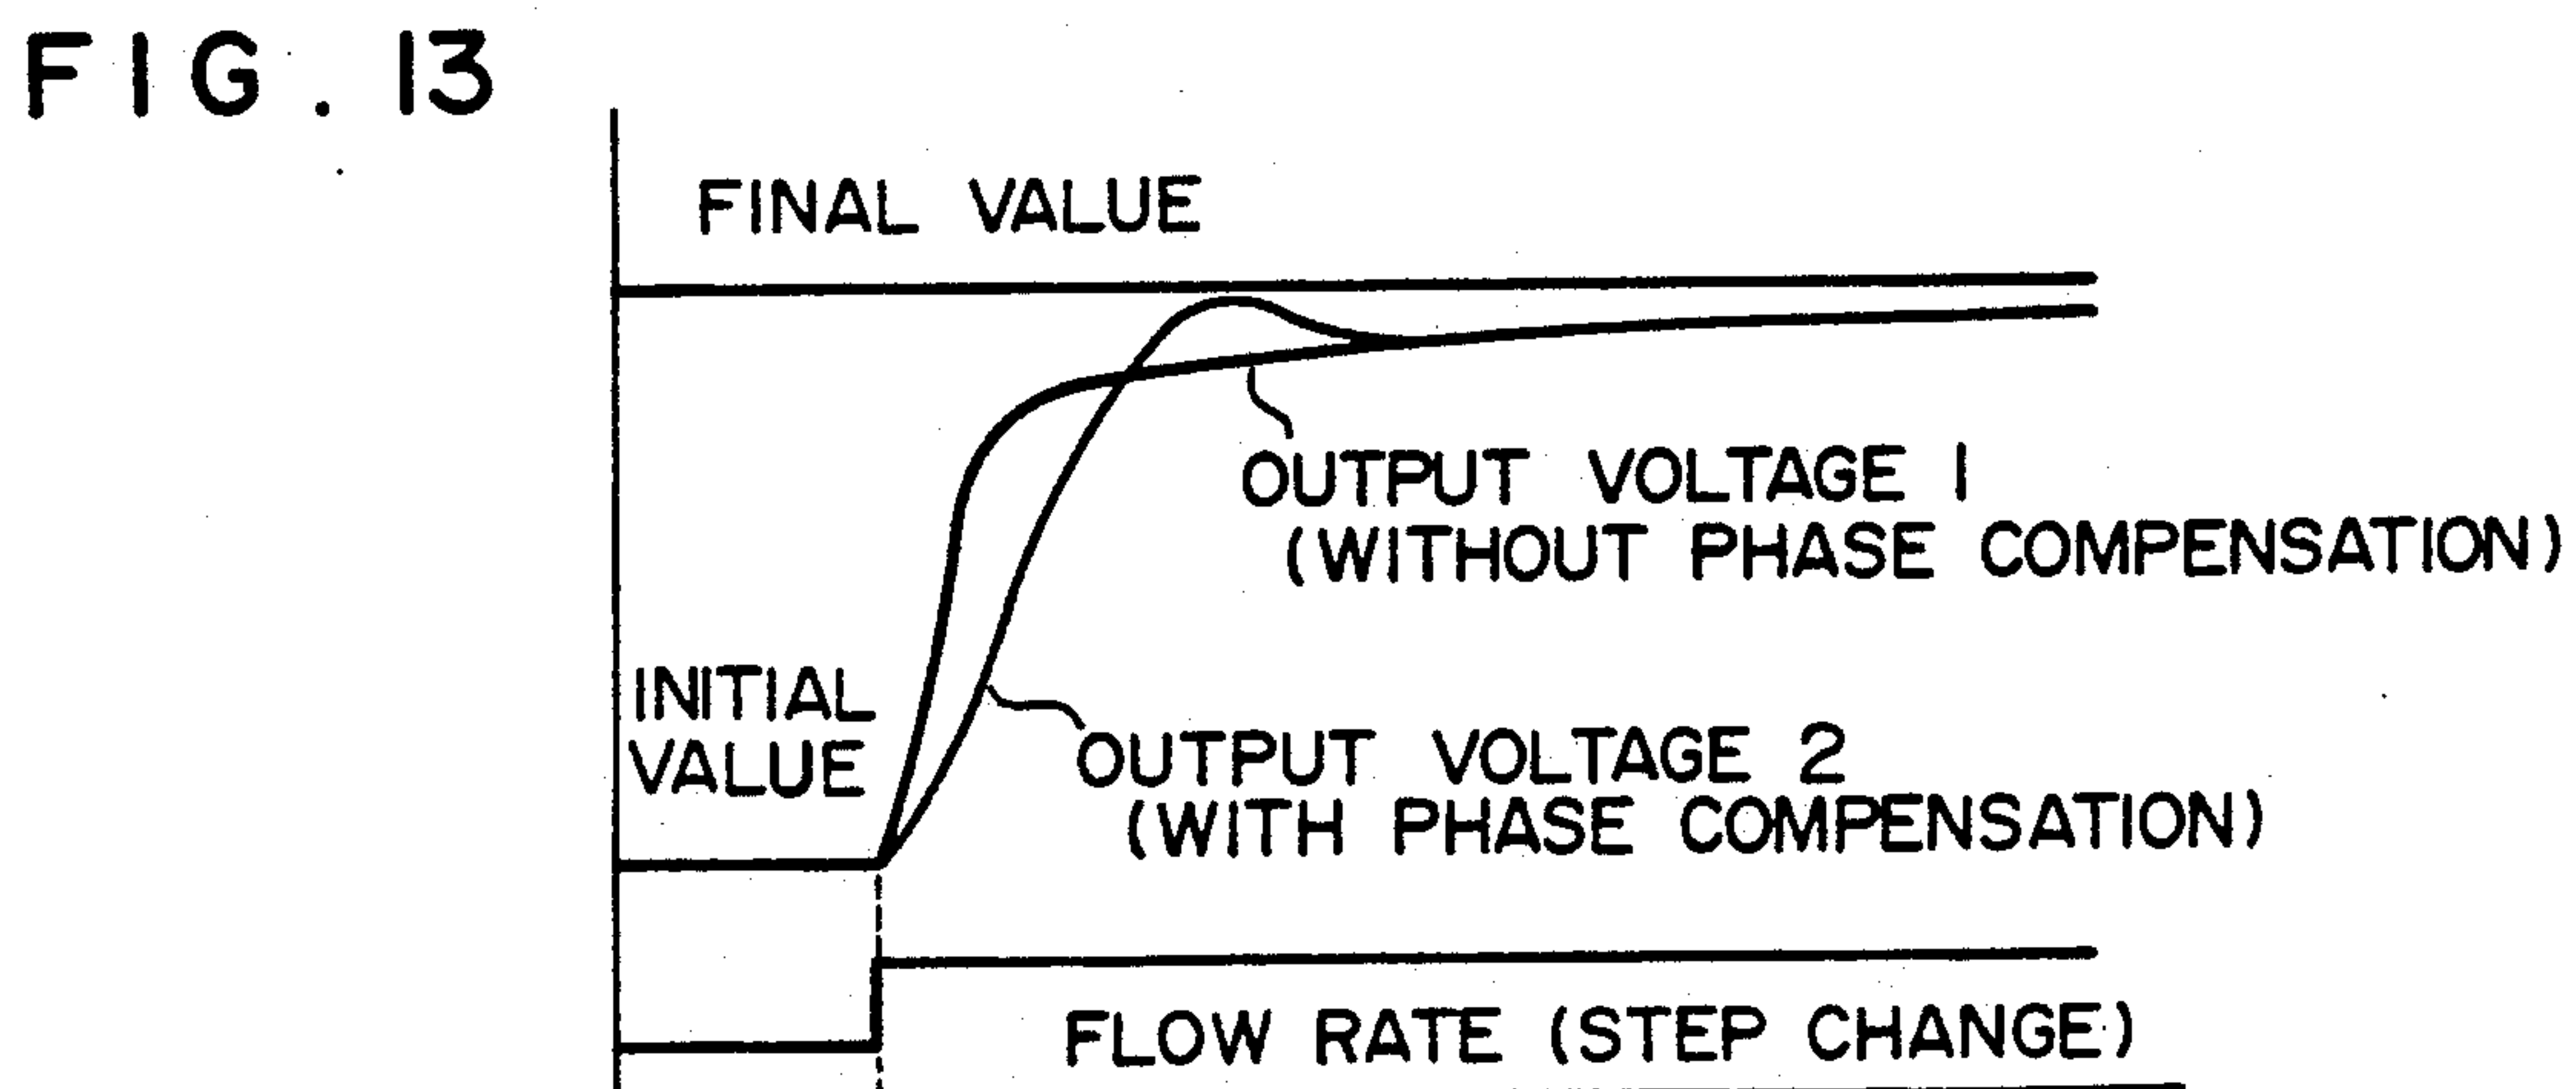 FIG. 13
FINAL VALUE
OUTPUT VOLTAGE 1
(WITHOUT PHASE COMPENSATION)
INITIAL
VALUE
OUTPUT VOLTAGE 2
(WITH PHASE COMPENSATION)
FLOW RATE (STEP CHANGE)